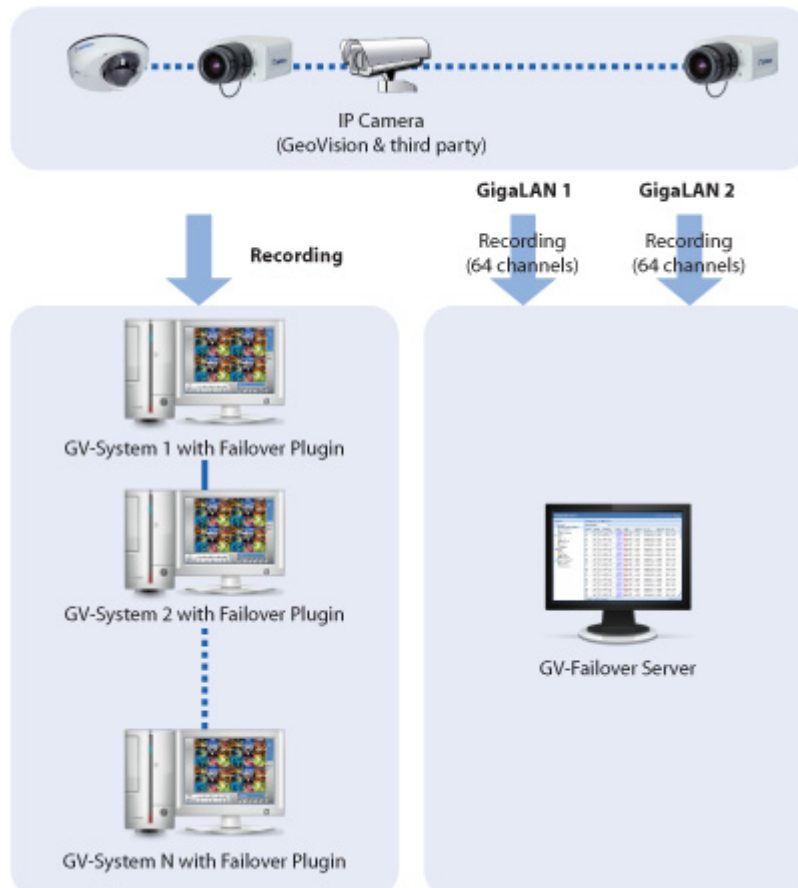 IP Camera
(GeoVision & third party)
GigaLAN 1
GigaLAN 2
Recording
Recording
(64 channels)
Recording
(64 channels)
GV-System 1 with Failover Plugin
GV-System 2 with Failover Plugin
GV-Failover Server
GV-System N with Failover Plugin